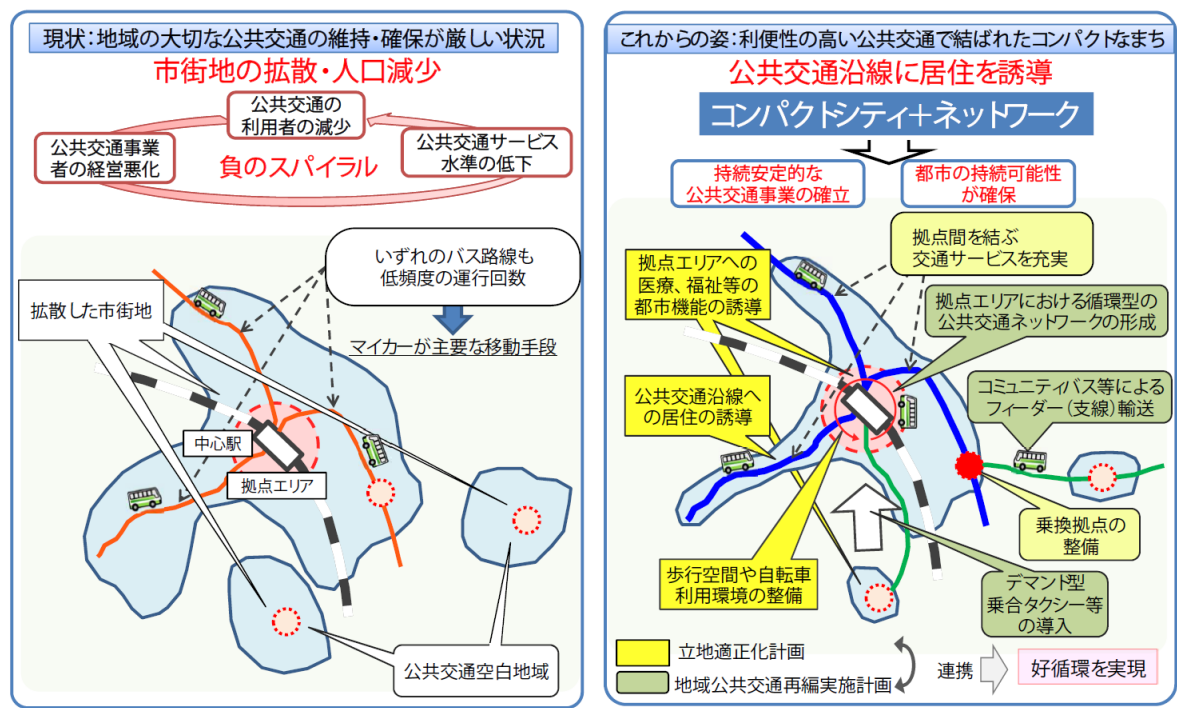 現状：地域の大切な公共交通の維持・確保が厳しい状況
市街地の拡散・人口減少
公共交通の
利用者の減少
公共交通事業
者の経営悪化
負のスパイラル
公共交通サービス
水準の低下
いずれのバス路線も
低頻度の運行回数
拡散した市街地
マイカーが主要な移動手段
中心駅
拠点エリア
公共交通空白地域
これからの姿：利便性の高い公共交通で結ばれたコンパクトなまち
公共交通沿線に居住を誘導
コンパクトシティ＋ネットワーク
持続安定的な
公共交通事業の確立
都市の持続可能性
が確保
拠点エリアへの
医療、福祉等の
都市機能の誘導
拠点間を結ぶ
交通サービスを充実
拠点エリアにおける循環型の
公共交通ネットワークの形成
公共交通沿線へ
の居住の誘導
コミュニティバス等による
フィーダー（支線）輸送
乗換拠点の
整備
歩行空間や自転車
利用環境の整備
デマンド型
乗合タクシー等
の導入
立地適正化計画
地域公共交通再編実施計画
連携
好循環を実現